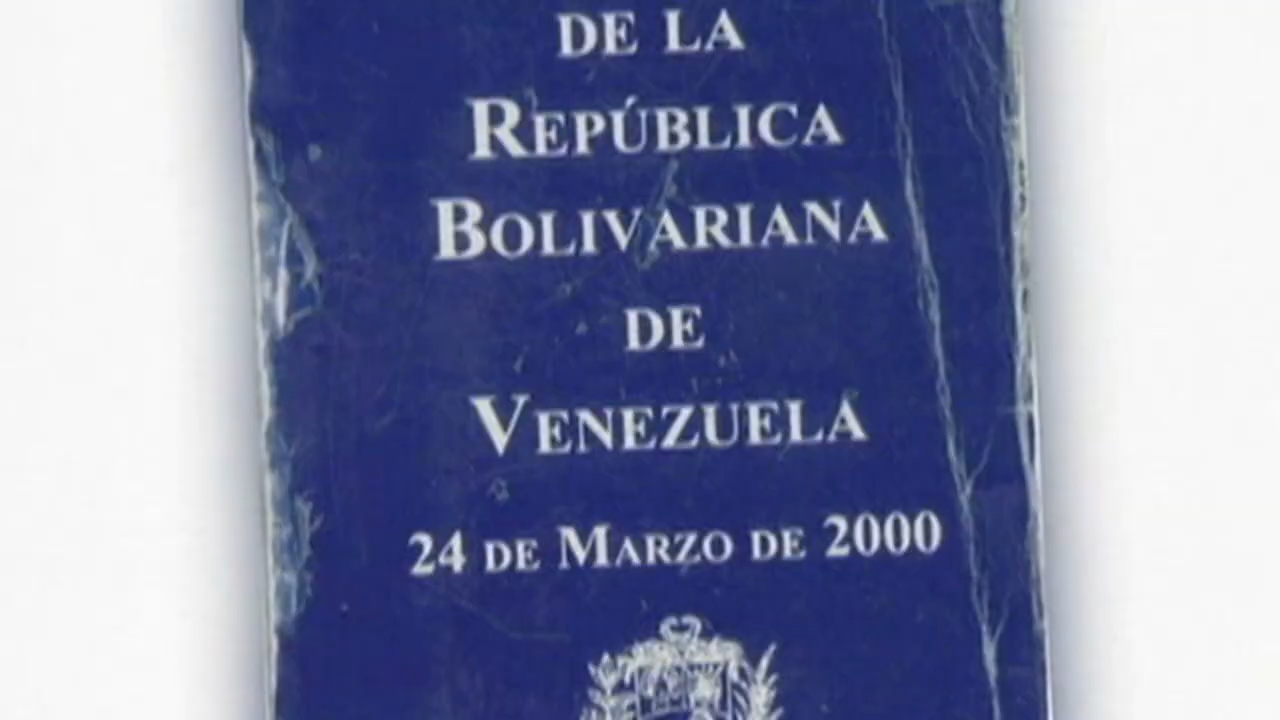 DE LA
REPÚBLICA
BOLIVARIANA
DE
VENEZUELA
24 DE MARZO DE 2000